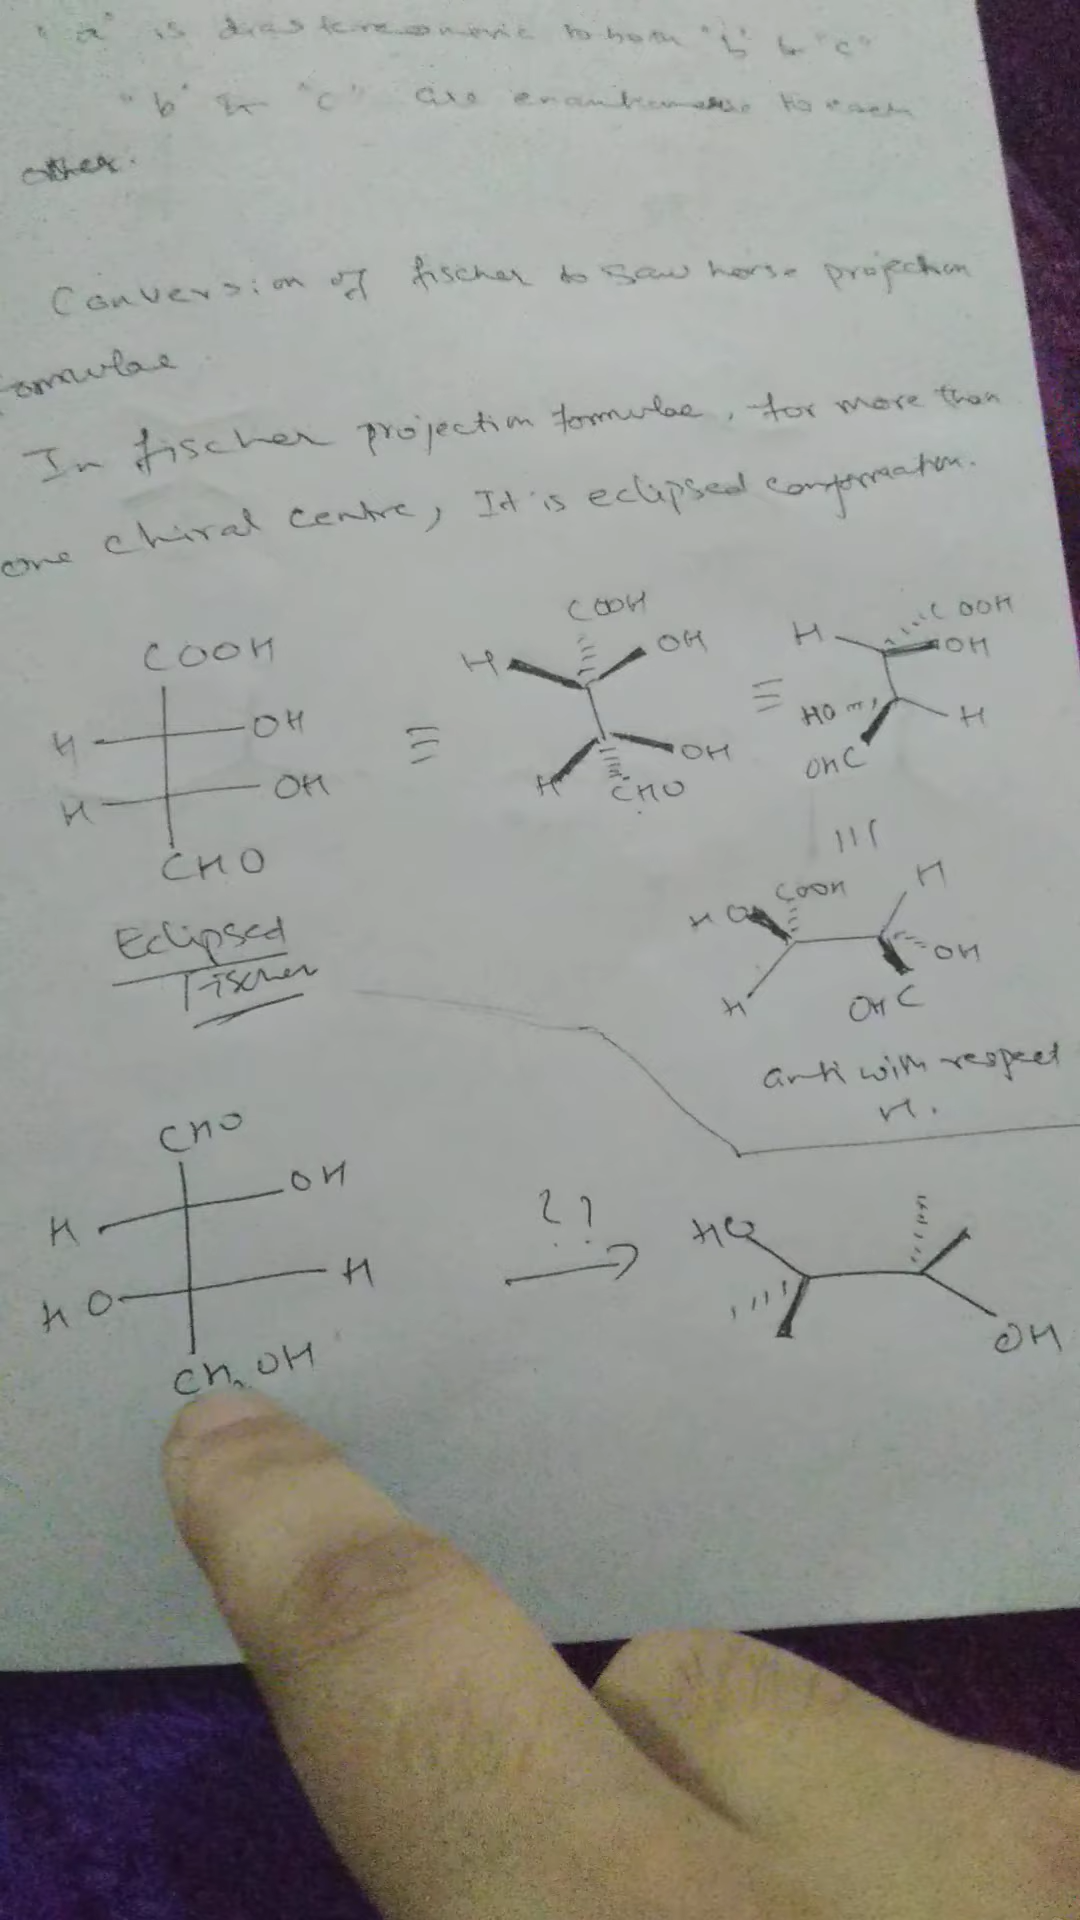 "a" is diastereomeric to both "b" & "c"
"b" & "c" are enantiomers to each
other.
Conversion of fischer to saw horse projection
formulae
In fischer projection formulae, for more than
one chiral centre, It is eclipsed conformation.
COOH
H OH
H OH
CHO
≡
COOH
H OH
H OH
CHO
≡
H COOH
OH
HO H
OHC
COOH H
HO
OH
H OHC
anti with respect
H.
Eclipsed
Fischer
CHO
H OH
HO H
CH2OH
??
HO
OH